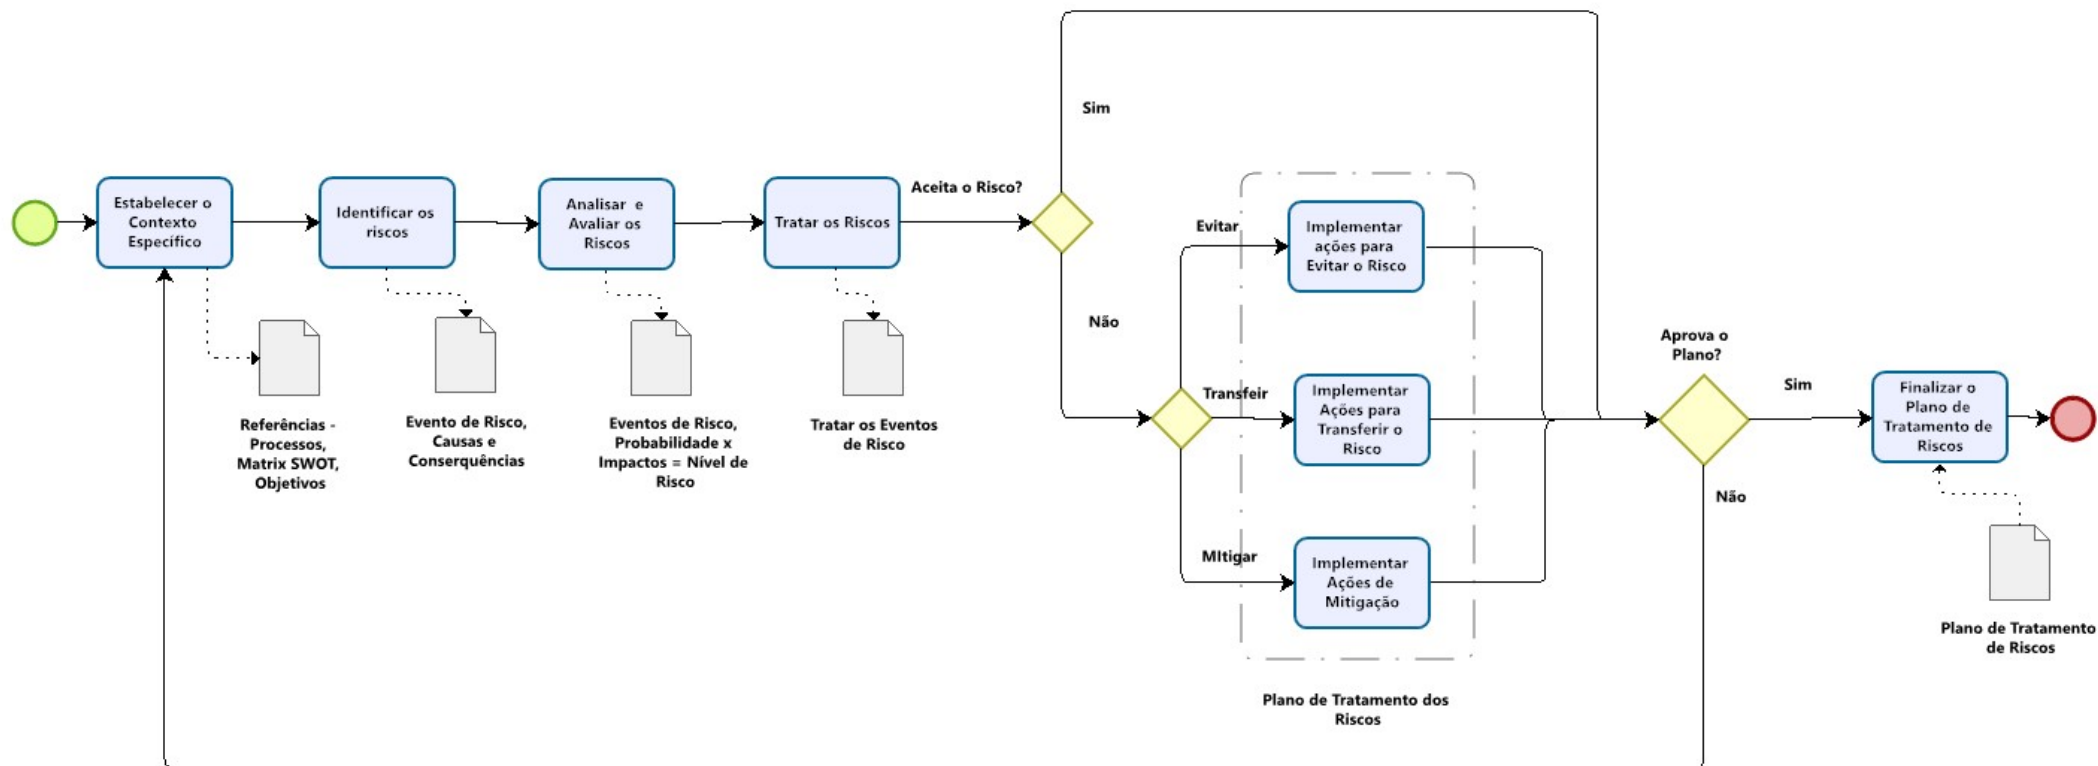 Estabelecer o
Contexto
Específico
Identificar os
riscos
Analisar e
Avaliar os
Riscos
Tratar os Riscos
Aceita o Risco?
Sim
Não
Referências -
Processos,
Matrix SWOT,
Objetivos
Evento de Risco,
Causas e
Conserquências
Eventos de Risco,
Probabilidade x
Impactos = Nível de
Risco
Tratar os Eventos
de Risco
Evitar
Implementar
ações para
Evitar o Risco
Transfeir
Implementar
Ações para
Transferir o
Risco
MItigar
Implementar
Ações de
Mitigação
Plano de Tratamento dos
Riscos
Aprova o
Plano?
Sim
Não
Finalizar o
Plano de
Tratamento de
Riscos
Plano de Tratamento
de Riscos